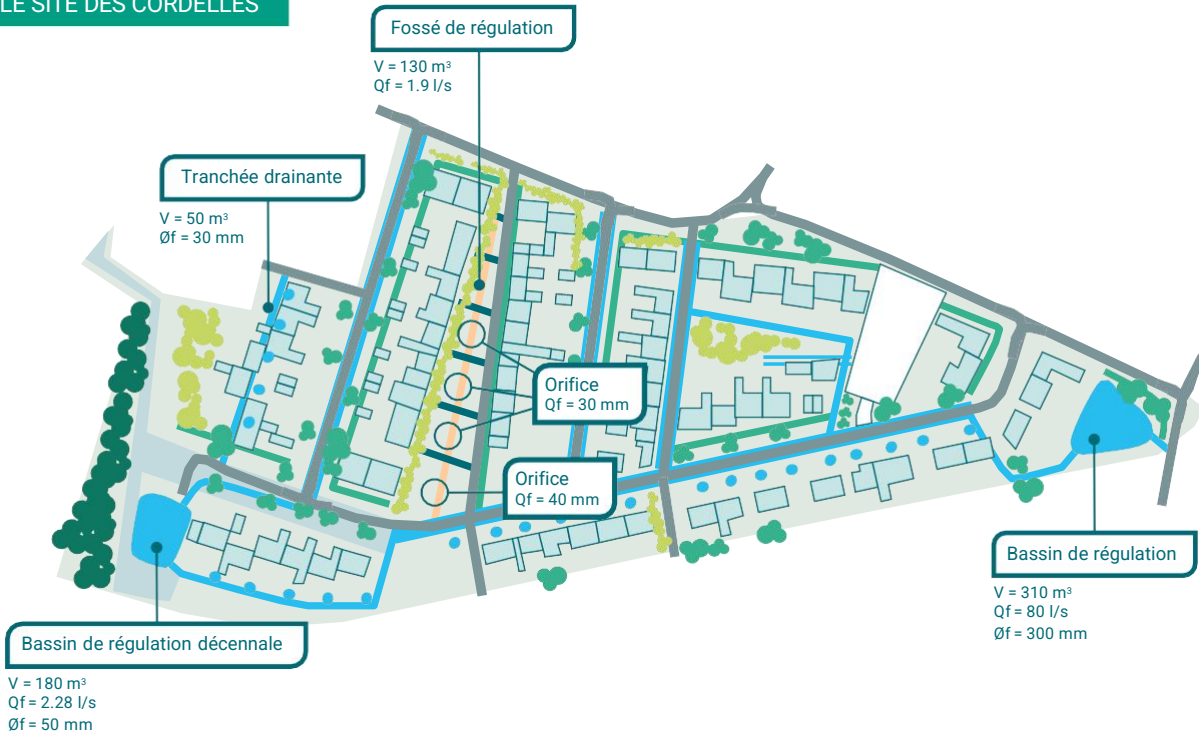 LE SITE DES CORDELLES
Fossé de régulation
V = 130 m³
Qf = 1.9 l/s
Tranchée drainante
V = 50 m³
Øf = 30 mm
Orifice
Qf = 30 mm
Orifice
Qf = 40 mm
Bassin de régulation
V = 310 m³
Qf = 80 l/s
Øf = 300 mm
Bassin de régulation décennale
V = 180 m³
Qf = 2.28 l/s
Øf = 50 mm